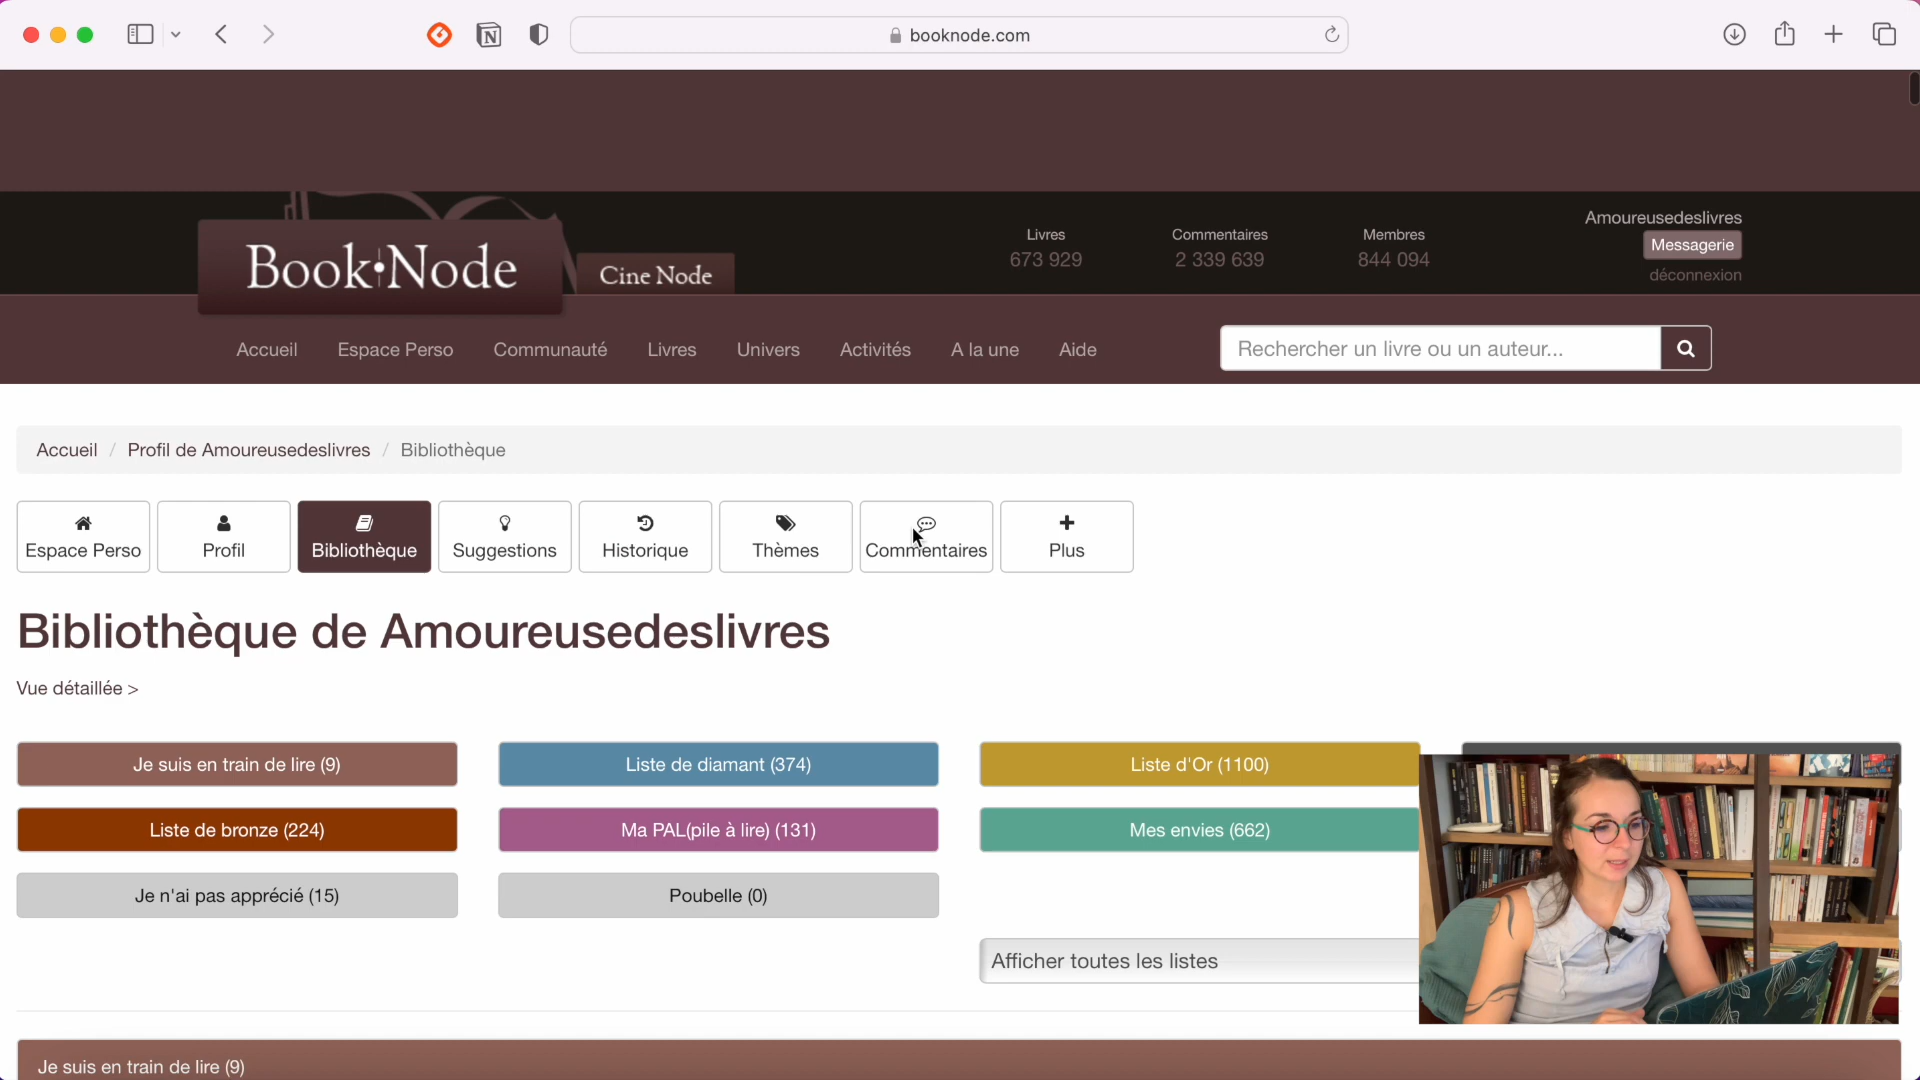 booknode.com
Book·Node
Cine Node
Livres
673 929
Commentaires
2 339 639
Membres
844 094
Amoureusedeslivres
Messagerie
déconnexion
Accueil Espace Perso Communauté Livres Univers Activités A la une Aide
Rechercher un livre ou un auteur...
Accueil / Profil de Amoureusedeslivres / Bibliothèque
Espace Perso
Profil
Bibliothèque
Suggestions
Historique
Thèmes
Commentaires
Plus
Bibliothèque de Amoureusedeslivres
Vue détaillée >
Je suis en train de lire (9)
Liste de diamant (374)
Liste d'Or (1100)
Liste de bronze (224)
Ma PAL(pile à lire) (131)
Mes envies (662)
Je n'ai pas apprécié (15)
Poubelle (0)
Afficher toutes les listes
Je suis en train de lire (9)